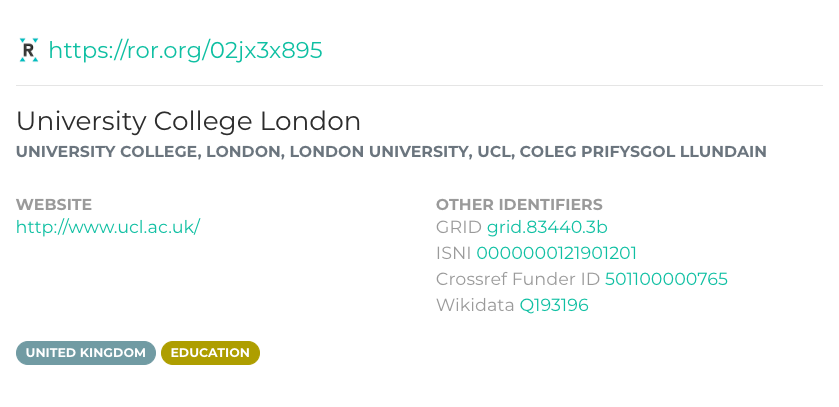 R https://ror.org/02jx3x895
University College London
UNIVERSITY COLLEGE, LONDON, LONDON UNIVERSITY, UCL, COLEG PRIFYSGOL LLUNDAIN
WEBSITE
http://www.ucl.ac.uk/
OTHER IDENTIFIERS
GRID grid.83440.3b
ISNI 0000000121901201
Crossref Funder ID 501100000765
Wikidata Q193196
UNITED KINGDOM EDUCATION